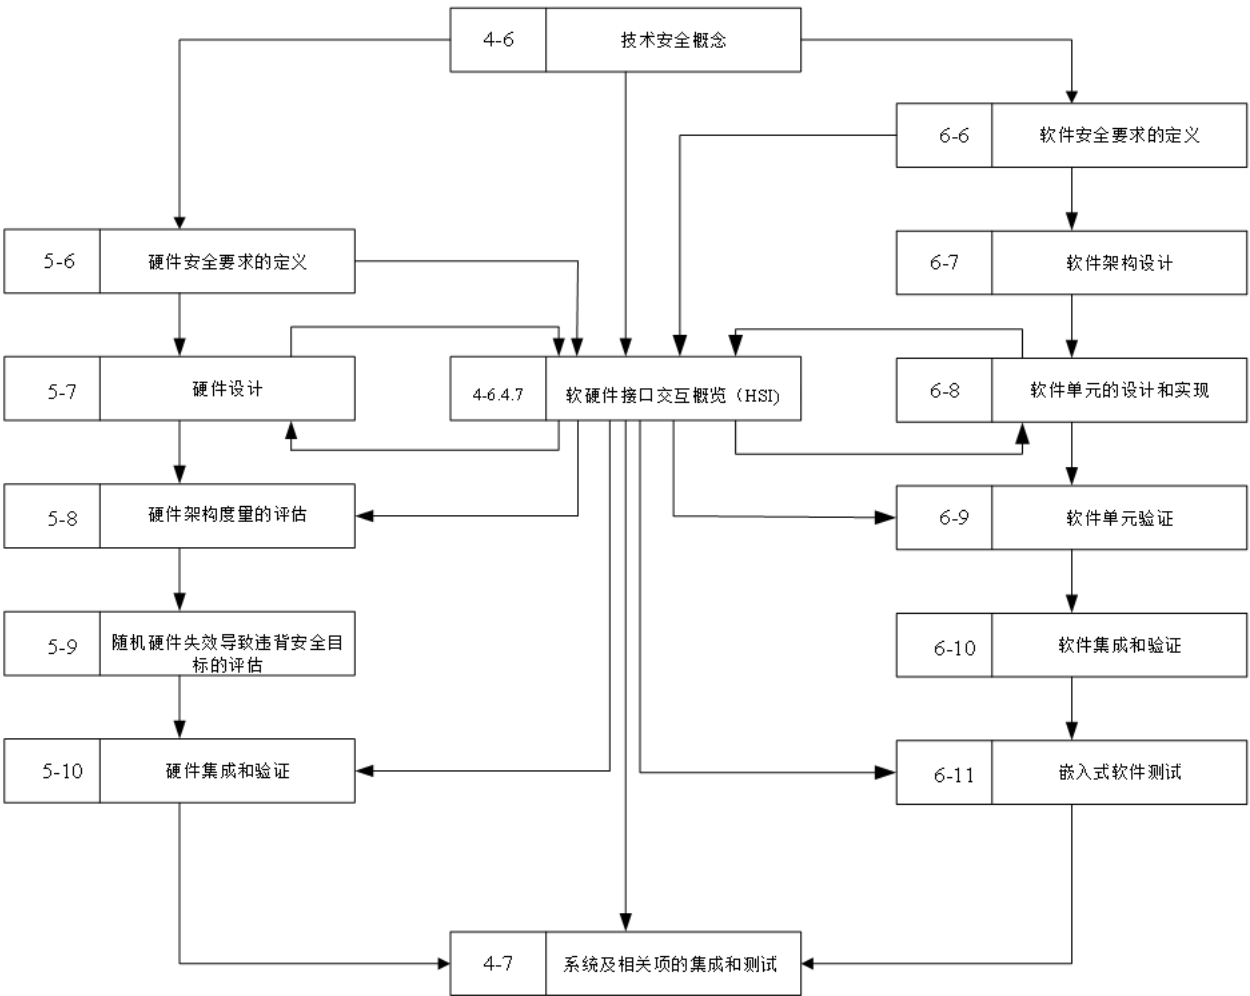 4-6 技术安全概念
6-6 软件安全要求的定义
5-6 硬件安全要求的定义
6-7 软件架构设计
5-7 硬件设计
4-6.4.7 软硬件接口交互概览（HSI)
6-8 软件单元的设计和实现
5-8 硬件架构度量的评估
6-9 软件单元验证
5-9 随机硬件失效导致违背安全目
标的评估
6-10 软件集成和验证
5-10 硬件集成和验证
6-11 嵌入式软件测试
4-7 系统及相关项的集成和测试